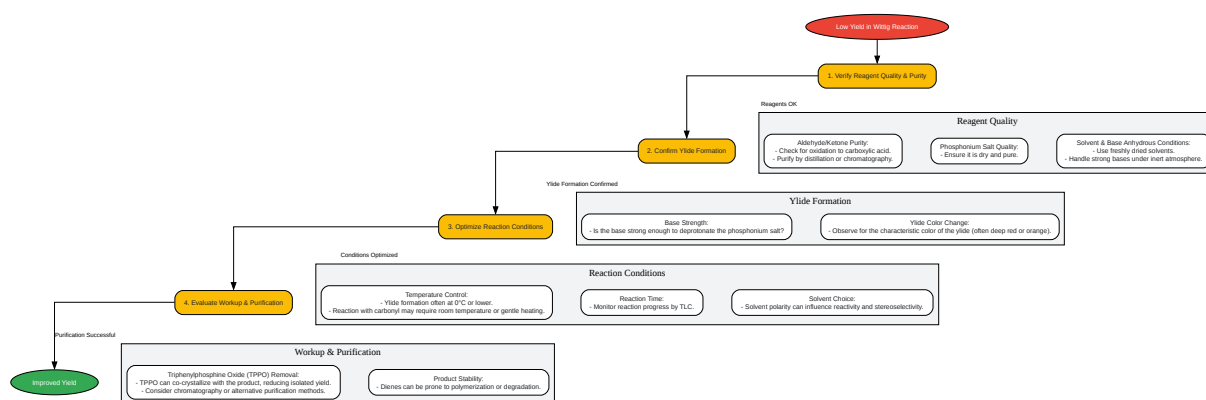 Low Yield in Wittig Reaction
1. Verify Reagent Quality & Purity
Reagents OK
Reagent Quality
Aldehyde/Ketone Purity:
- Check for oxidation to carboxylic acid.
- Purify by distillation or chromatography.
Phosphonium Salt Quality:
- Ensure it is dry and pure.
Solvent & Base Anhydrous Conditions:
- Use freshly dried solvents.
- Handle strong bases under inert atmosphere.
2. Confirm Ylide Formation
Ylide Formation Confirmed
Ylide Formation
Base Strength:
- Is the base strong enough to deprotonate the phosphonium salt?
Ylide Color Change:
- Observe for the characteristic color of the ylide (often deep red or orange).
3. Optimize Reaction Conditions
Conditions Optimized
Reaction Conditions
Temperature Control:
- Ylide formation often at 0°C or lower.
- Reaction with carbonyl may require room temperature or gentle heating.
Reaction Time:
- Monitor reaction progress by TLC.
Solvent Choice:
- Solvent polarity can influence reactivity and stereoselectivity.
4. Evaluate Workup & Purification
Purification Successful
Workup & Purification
Triphenylphosphine Oxide (TPPO) Removal:
- TPPO can co-crystallize with the product, reducing isolated yield.
- Consider chromatography or alternative purification methods.
Product Stability:
- Dienes can be prone to polymerization or degradation.
Improved Yield